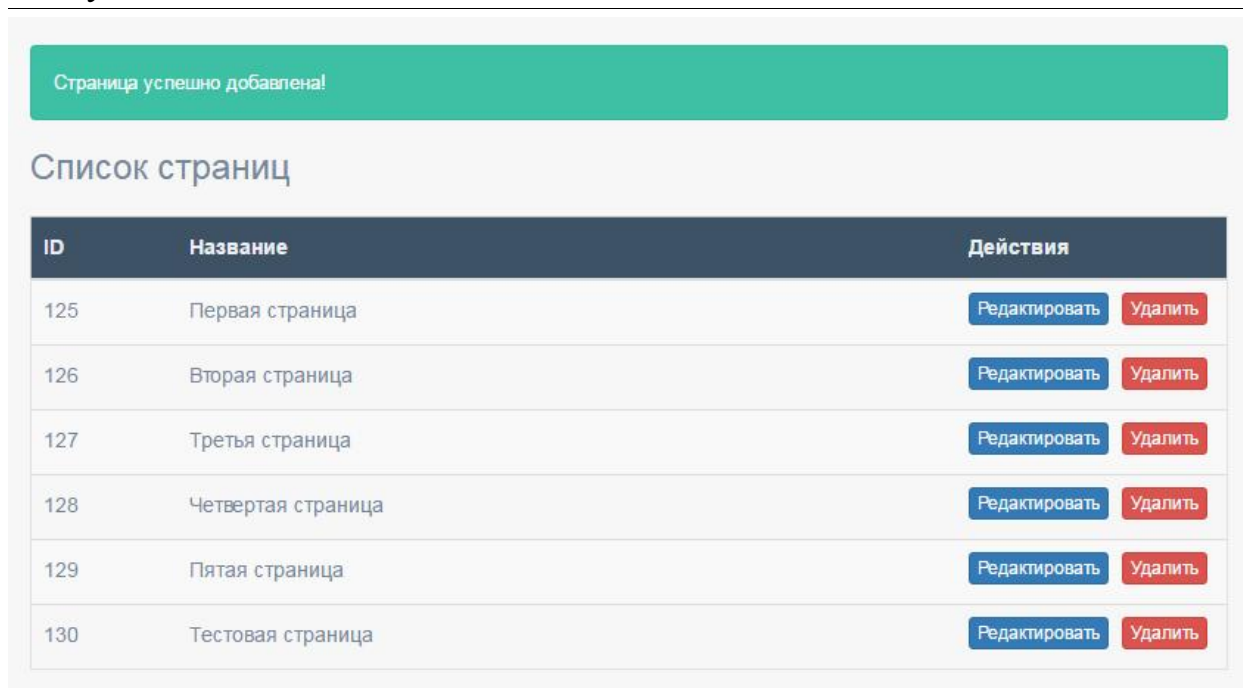 Страница успешно добавлена!
Список страниц
ID Название Действия
125 Первая страница Редактировать Удалить
126 Вторая страница Редактировать Удалить
127 Третья страница Редактировать Удалить
128 Четвертая страница Редактировать Удалить
129 Пятая страница Редактировать Удалить
130 Тестовая страница Редактировать Удалить